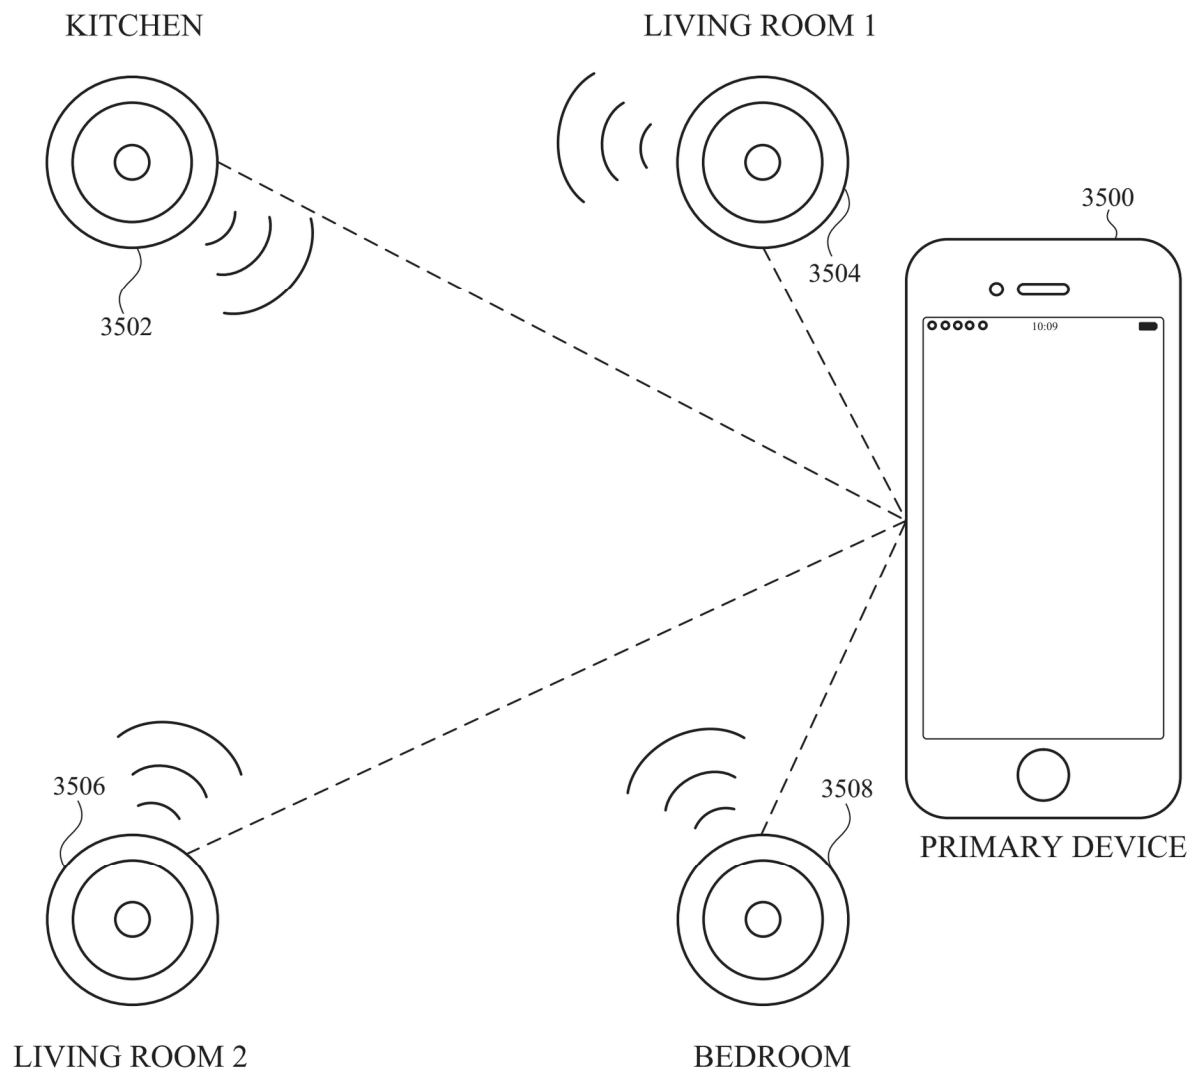 KITCHEN
LIVING ROOM 1
3500
3504
3502
10:09
3506
3508
PRIMARY DEVICE
LIVING ROOM 2
BEDROOM